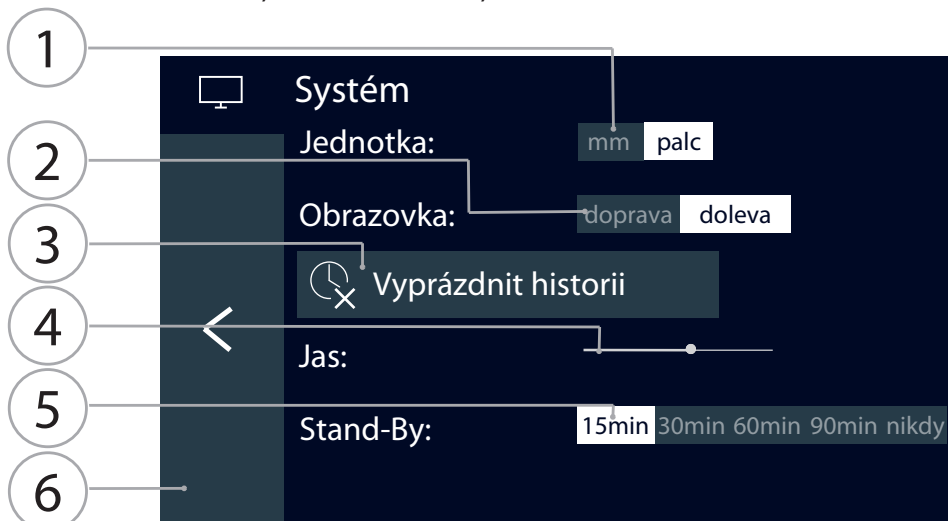 1
Systém
Jednotka: mm palc
2
Obrazovka: doprava doleva
3
Vyprázdnit historii
4
Jas:
5
Stand-By: 15min 30min 60min 90min nikdy
6